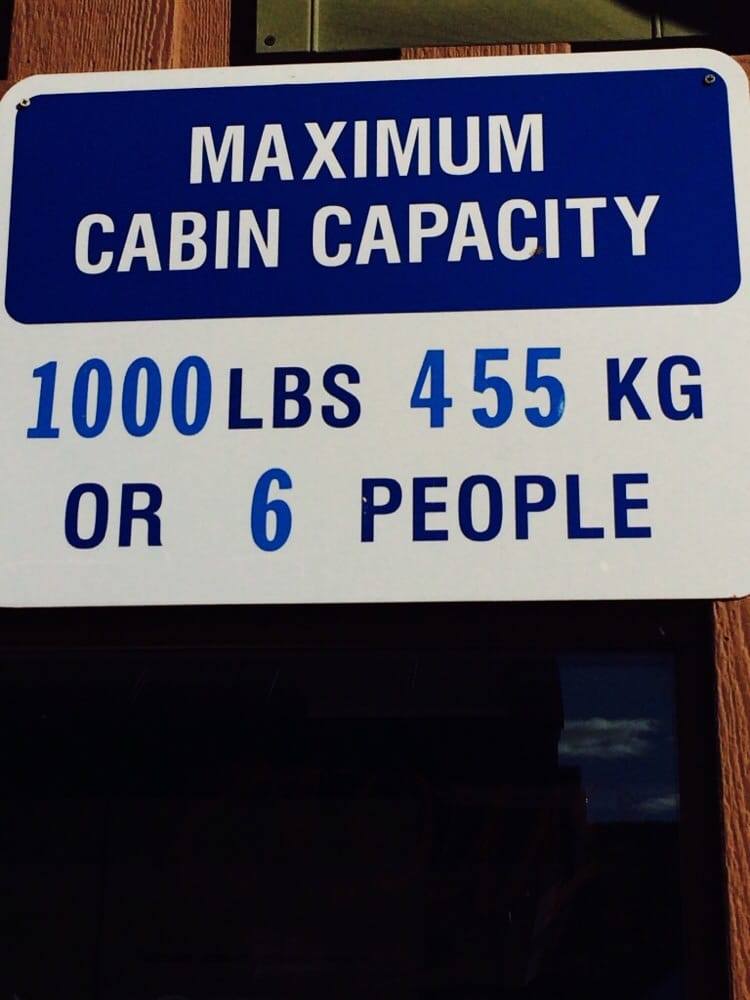 MAXIMUM
CABIN CAPACITY
1000 LBS 455 KG
OR 6 PEOPLE